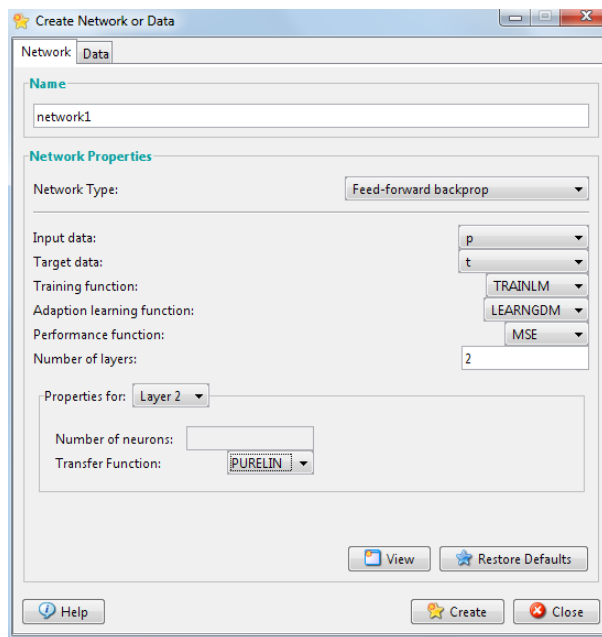 Create Network or Data
Network Data
Name
network1
Network Properties
Network Type: Feed-forward backprop
Input data: p
Target data: t
Training function: TRAINLM
Adaption learning function: LEARNGDM
Performance function: MSE
Number of layers: 2
Properties for: Layer 2
Number of neurons:
Transfer Function: PURELIN
View Restore Defaults
Help Create Close